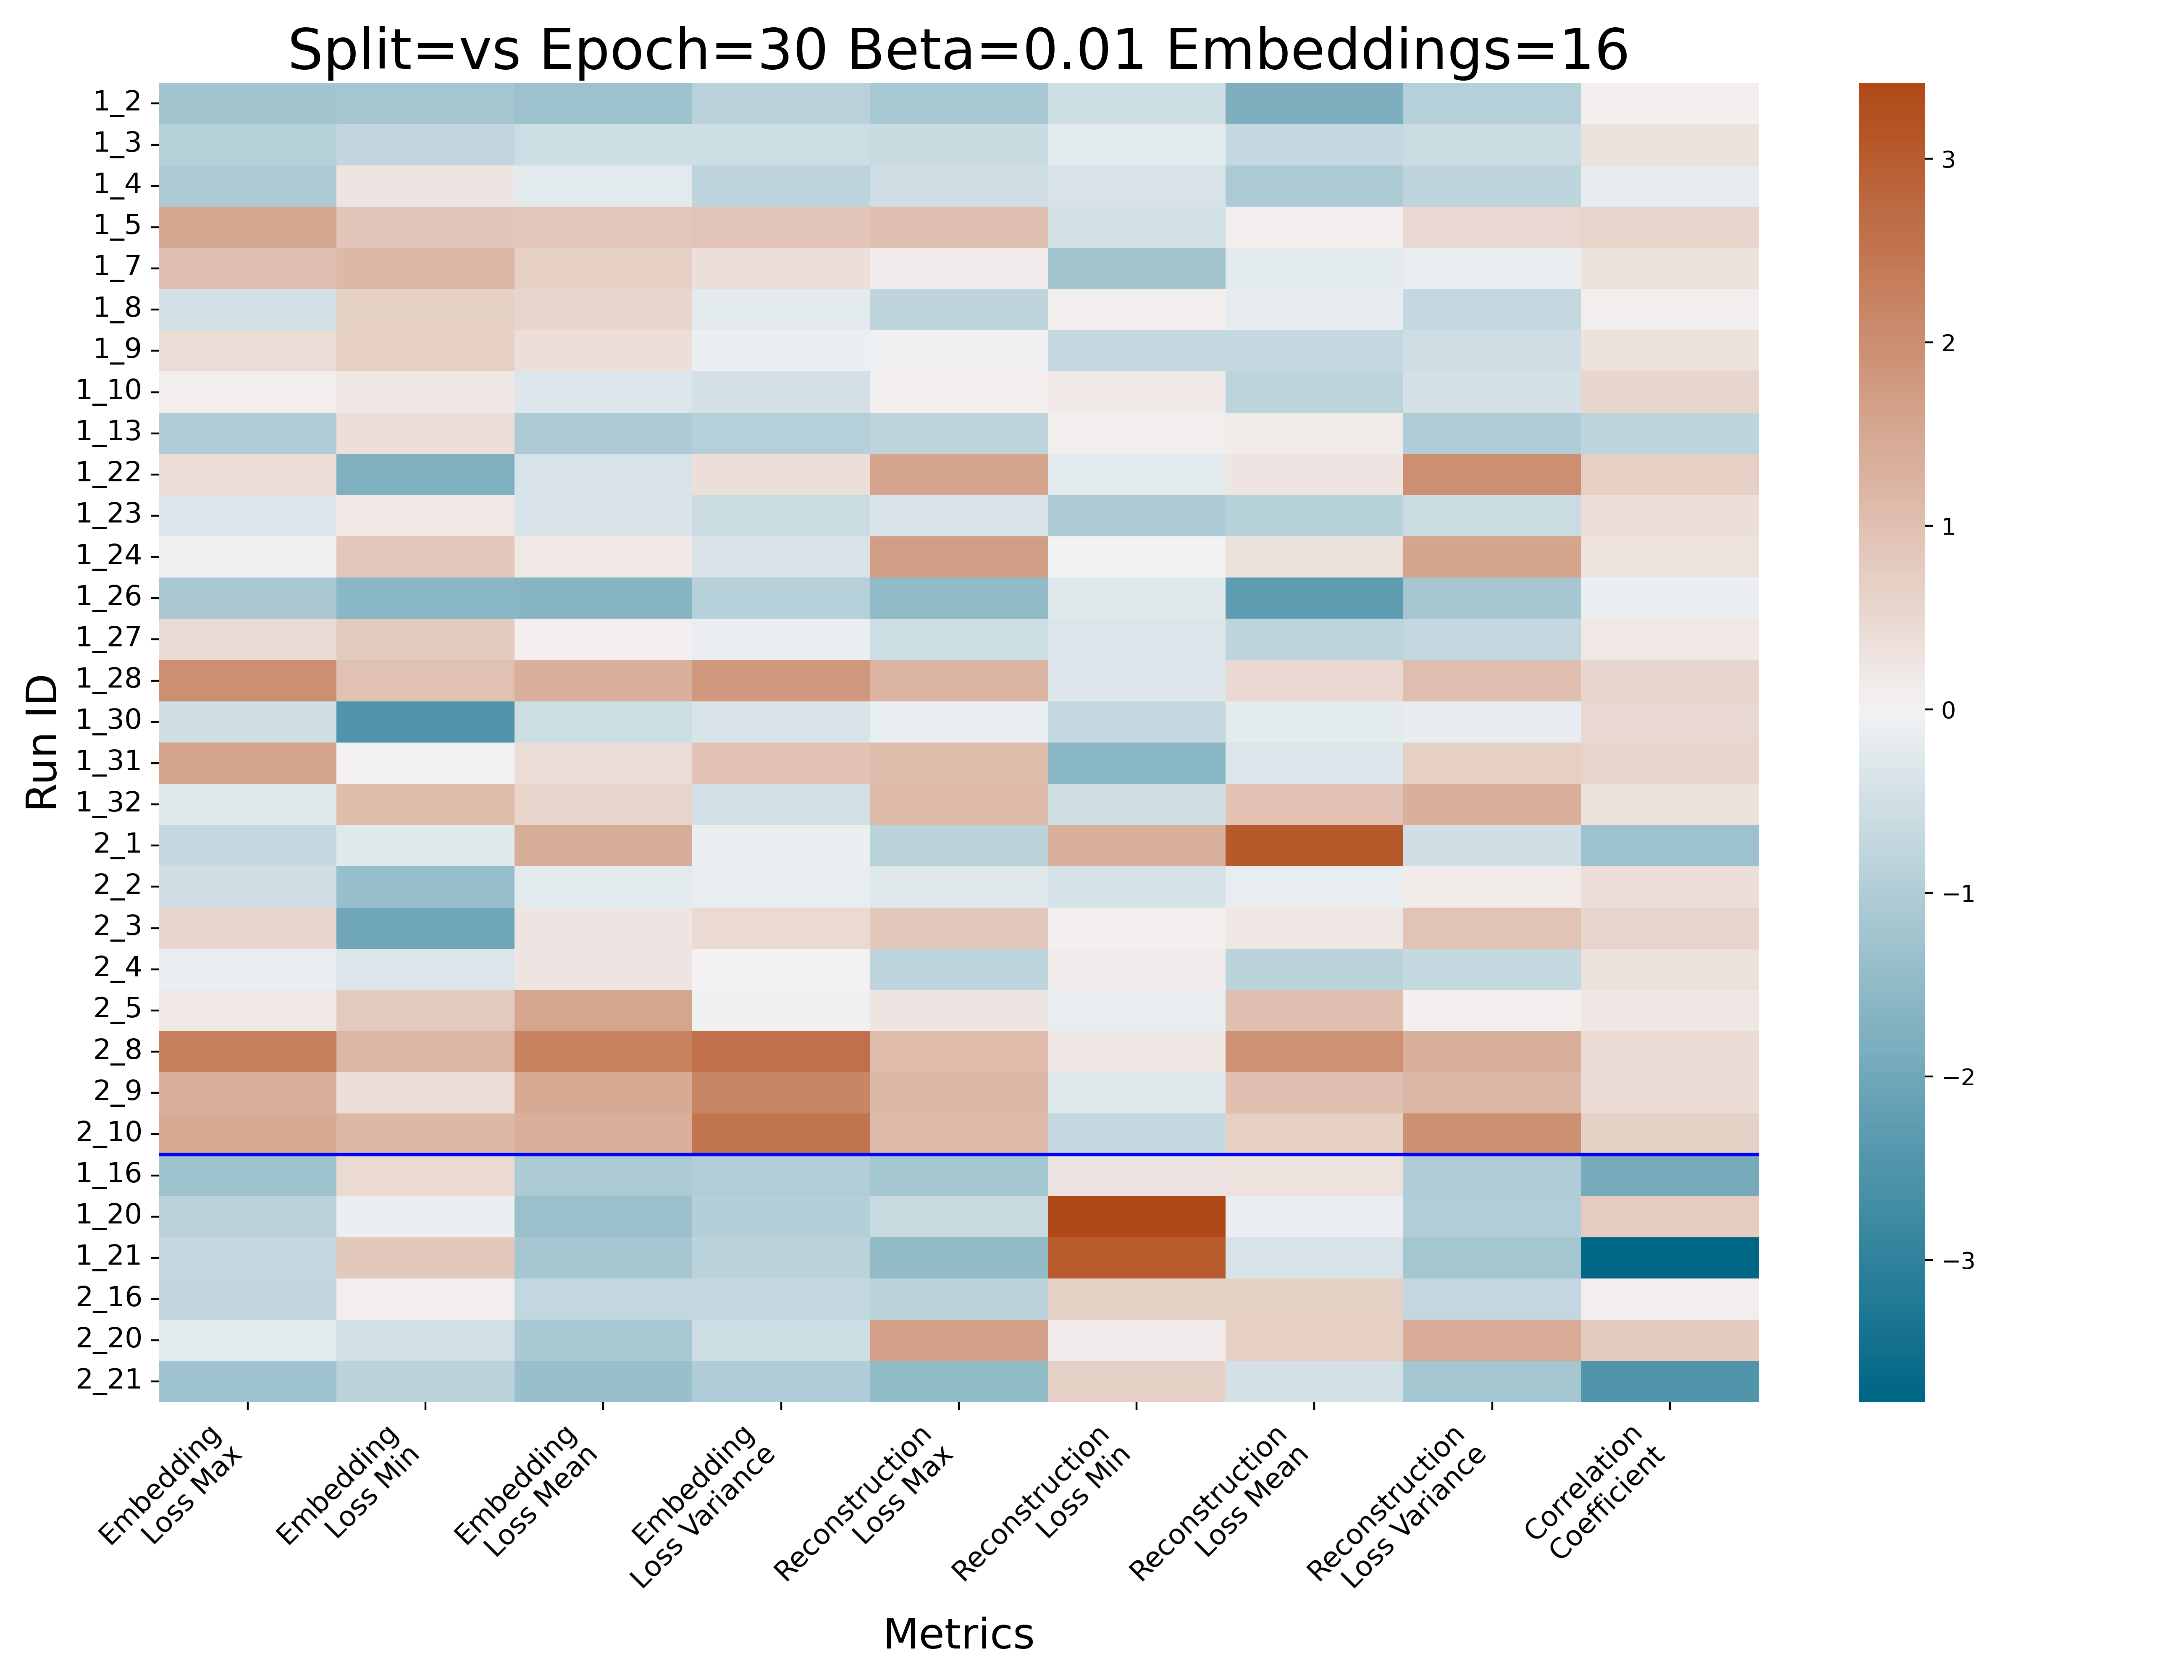 Split=vs Epoch=30 Beta=0.01 Embeddings=16
Run ID
1_2
1_3
1_4
1_5
1_7
1_8
1_9
1_10
1_13
1_22
1_23
1_24
1_26
1_27
1_28
1_30
1_31
1_32
2_1
2_2
2_3
2_4
2_5
2_8
2_9
2_10
1_16
1_20
1_21
2_16
2_20
2_21
Embedding
Loss Max
Embedding
Loss Min
Embedding
Loss Mean
Embedding
Loss Variance
Reconstruction
Loss Max
Reconstruction
Loss Min
Reconstruction
Loss Mean
Reconstruction
Loss Variance
Correlation
Coefficient
Metrics
3
2
1
0
−1
−2
−3